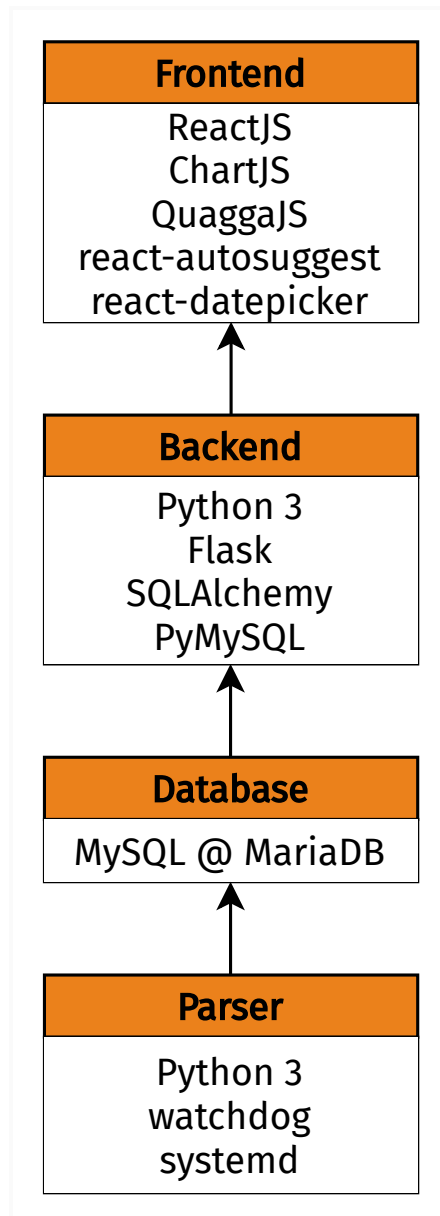 Frontend
ReactJS
ChartJS
QuaggaJS
react-autosuggest
react-datepicker
Backend
Python 3
Flask
SQLAlchemy
PyMySQL
Database
MySQL @ MariaDB
Parser
Python 3
watchdog
systemd